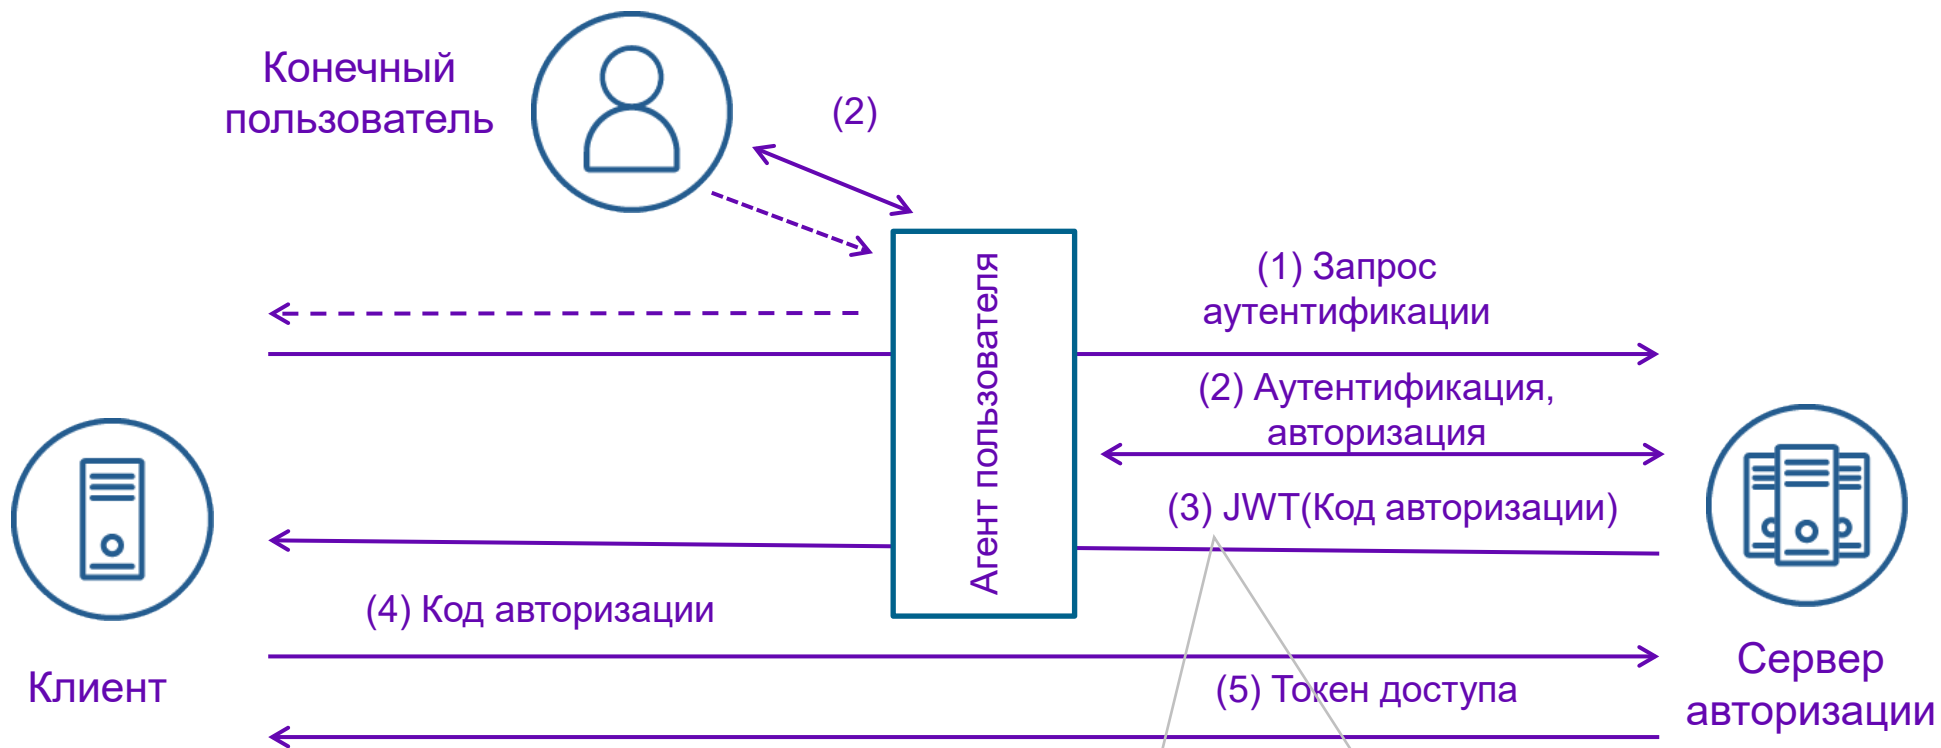 Конечный
пользователь
(2)
(1) Запрос
аутентификации
Агент пользователя
(2) Аутентификация,
авторизация
(3) JWT(Код авторизации)
(4) Код авторизации
Клиент
(5) Токен доступа
Сервер
авторизации